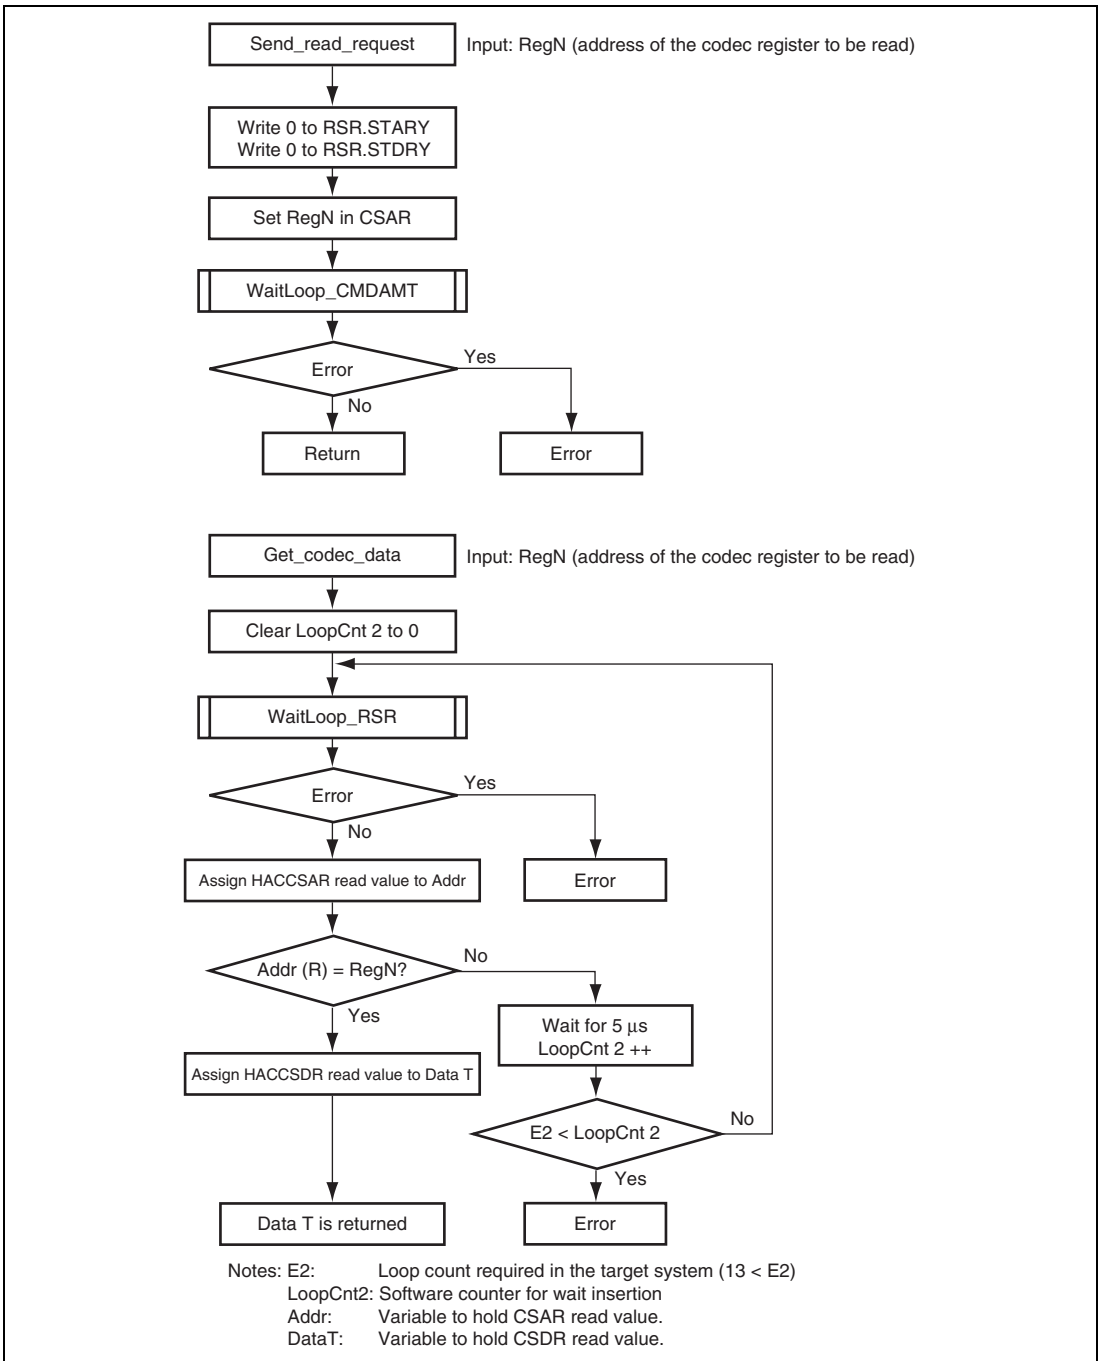 Send_read_request
Input: RegN (address of the codec register to be read)
Write 0 to RSR.STARY
Write 0 to RSR.STDRY
Set RegN in CSAR
WaitLoop_CMDAMT
Error
Yes
No
Return
Error
Get_codec_data
Input: RegN (address of the codec register to be read)
Clear LoopCnt 2 to 0
WaitLoop_RSR
Error
Yes
No
Assign HACCSAR read value to Addr
Error
Addr (R) = RegN?
No
Yes
Wait for 5 μs
LoopCnt 2 ++
Assign HACCSDR read value to Data T
E2 < LoopCnt 2
No
Yes
Data T is returned
Error
Notes: E2: Loop count required in the target system (13 < E2)
LoopCnt2: Software counter for wait insertion
Addr: Variable to hold CSAR read value.
DataT: Variable to hold CSDR read value.